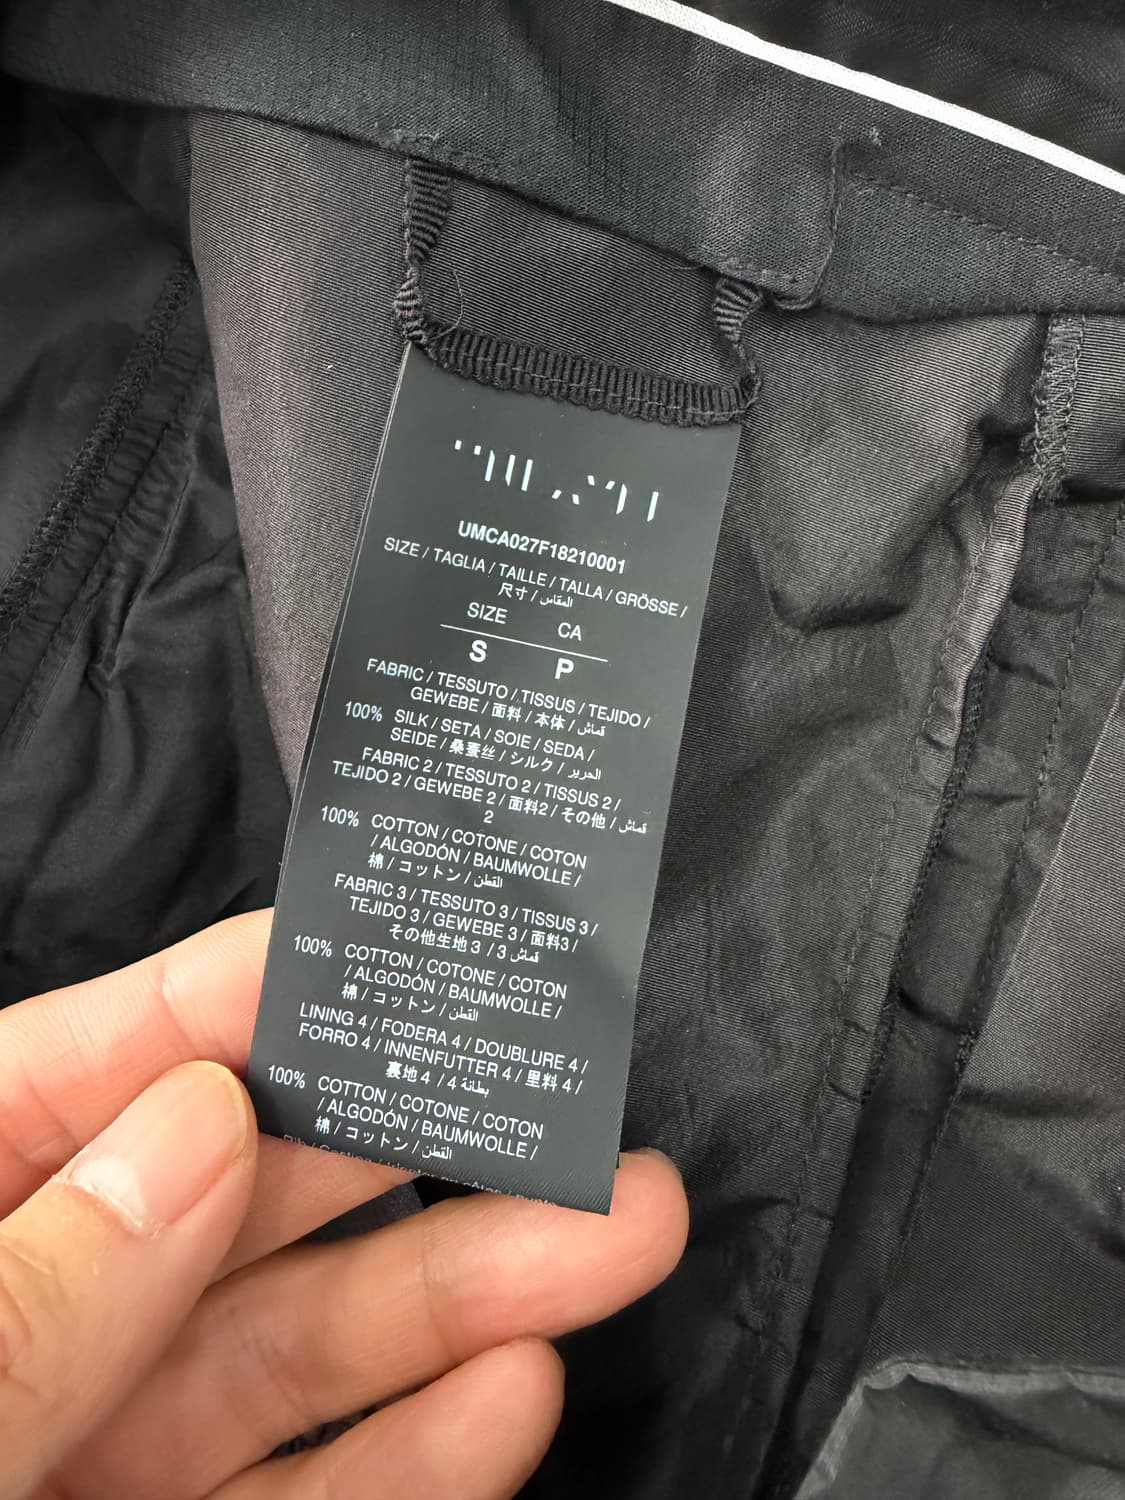 UMCA027F18210001
SIZE / TAGLIA / TAILLE / TALLA / GRÖSSE /
尺寸 / المقاس
SIZE CA
S P
FABRIC / TESSUTO / TISSUS / TEJIDO /
GEWEBE / 面料 / 本体 / قماش
100% SILK / SETA / SOIE / SEDA /
SEIDE / 桑蚕丝 / シルク / الحرير
FABRIC 2 / TESSUTO 2 / TISSUS 2 /
TEJIDO 2 / GEWEBE 2 / 面料2 / その他 / قماش
2
100% COTTON / COTONE / COTON
/ ALGODÓN / BAUMWOLLE /
棉 / コットン / القطن
FABRIC 3 / TESSUTO 3 / TISSUS 3 /
TEJIDO 3 / GEWEBE 3 / 面料3 /
その他生地 3 / قماش 3
100% COTTON / COTONE / COTON
/ ALGODÓN / BAUMWOLLE /
棉 / コットン / القطن
LINING 4 / FODERA 4 / DOUBLURE 4 /
FORRO 4 / INNENFUTTER 4 / 里料 4 /
裏地 4 / بطانة 4
100% COTTON / COTONE / COTON
/ ALGODÓN / BAUMWOLLE /
棉 / コットン / القطن